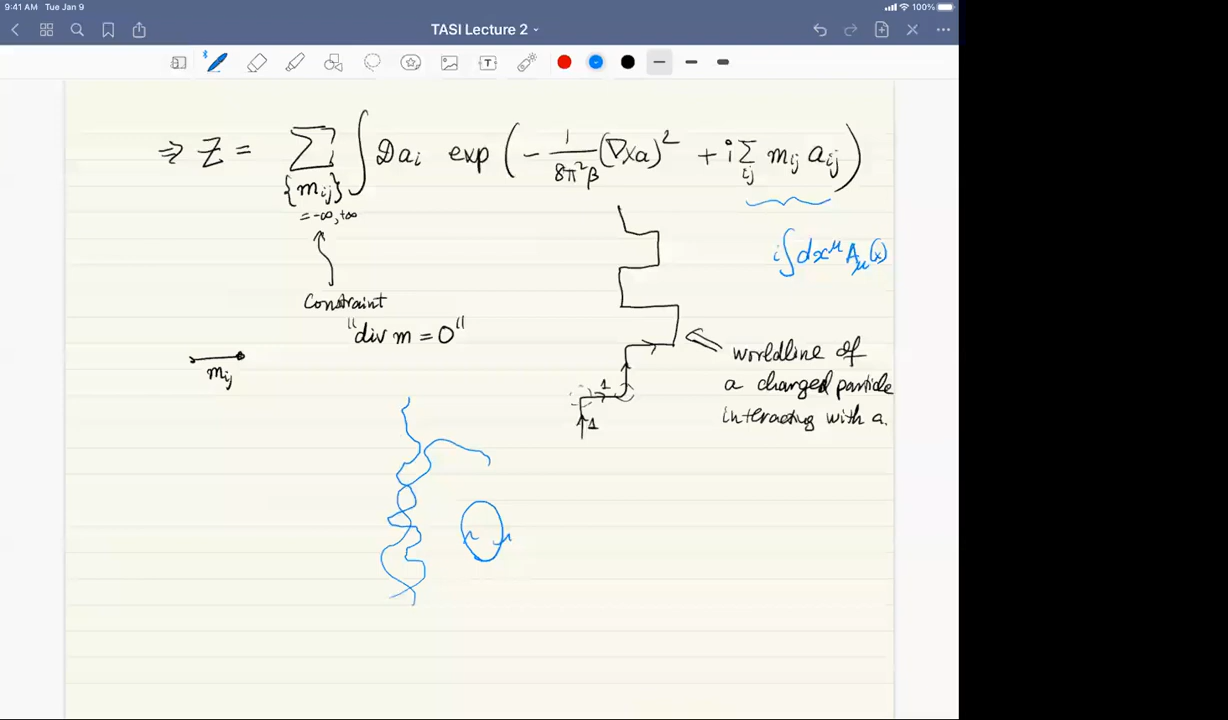 9:41 AM Tue Jan 9
100%
TASI Lecture 2
⇒ Z = ∑ ∫ Da_i exp ( - 1/8π²β (∇×a)² + i ∑ m_ij a_ij )
{m_ij} ij
= -∞, +∞
i∫dx^μ A_μ(x)
Constraint
"div m = 0"
m_ij
1
1
worldline of
a charged particle
interacting with a.